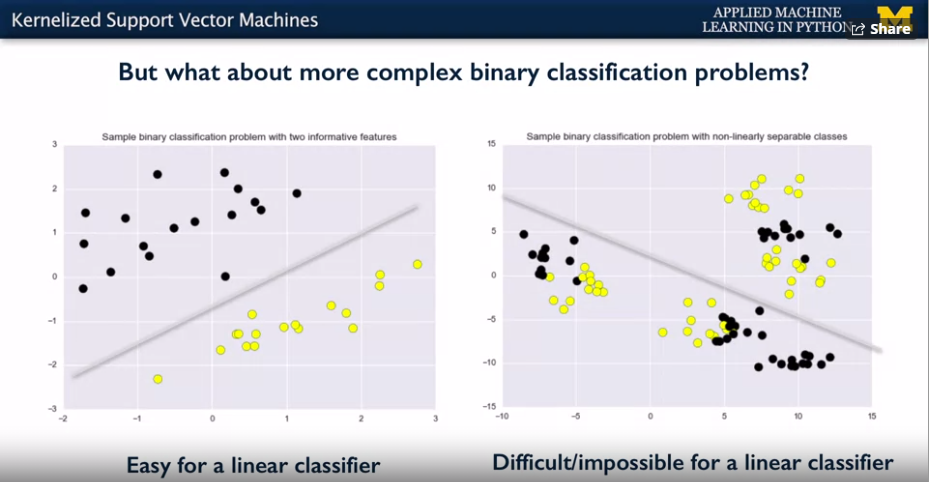 Kernelized Support Vector Machines
APPLIED MACHINE
LEARNING IN PYTHON
Share
But what about more complex binary classification problems?
Sample binary classification problem with two informative features
3
2
1
0
−1
−2
−3
−2
−1
0
1
2
3
Sample binary classification problem with non-linearly separable classes
15
10
5
0
−5
−10
−15
−10
−5
0
5
10
15
Easy for a linear classifier
Difficult/impossible for a linear classifier